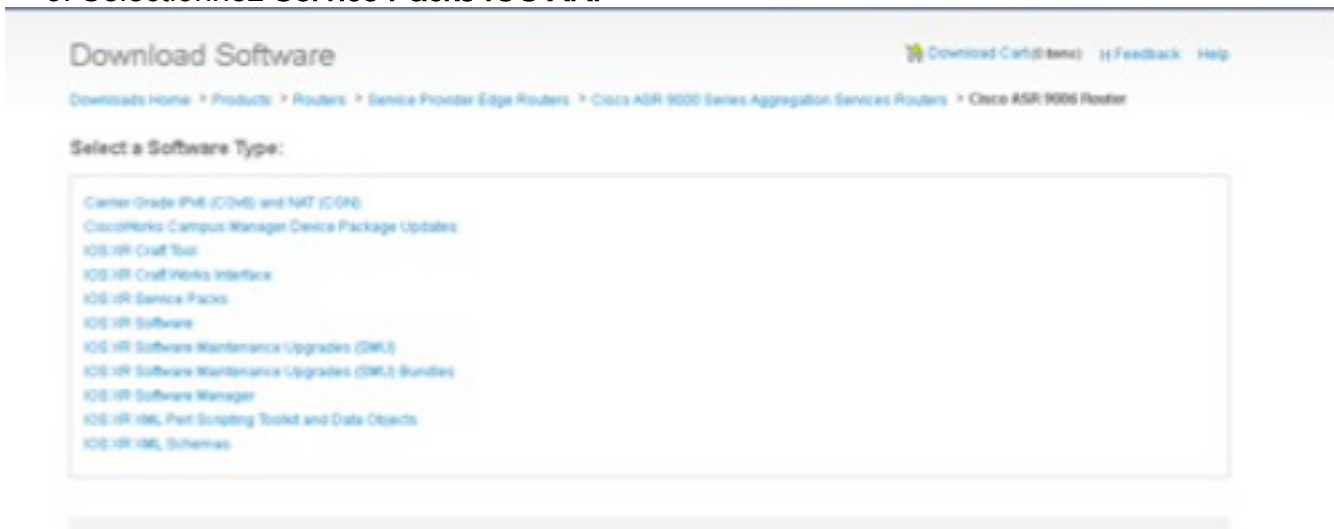 Download Software
Download Cart (0 items) Feedback Help
Downloads Home > Products > Routers > Service Provider Edge Routers > Cisco ASR 9000 Series Aggregation Services Routers > Cisco ASR 9006 Router
Select a Software Type:
Carrier Grade IPv6 (CGv6) and NAT (CGN)
CiscoWorks Campus Manager Device Package Updates
IOS XR Craft Tool
IOS XR Craft Works Interface
IOS XR Service Packs
IOS XR Software
IOS XR Software Maintenance Upgrades (SMU)
IOS XR Software Maintenance Upgrades (SMU) Bundles
IOS XR Software Manager
IOS XR XML Perl Scripting Toolkit and Data Objects
IOS XR XML Schemas